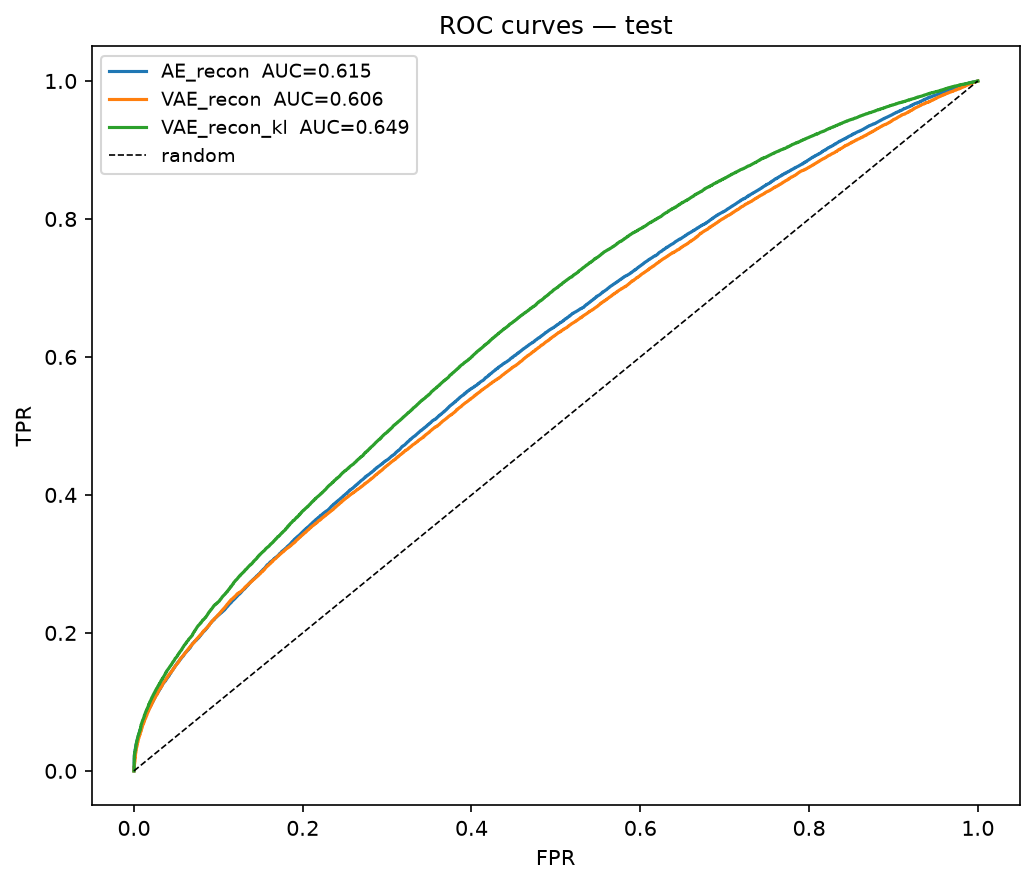 ROC curves — test
AE_recon AUC=0.615
VAE_recon AUC=0.606
VAE_recon_kl AUC=0.649
random
1.0
0.8
0.6
0.4
0.2
0.0
TPR
0.0 0.2 0.4 0.6 0.8 1.0
FPR